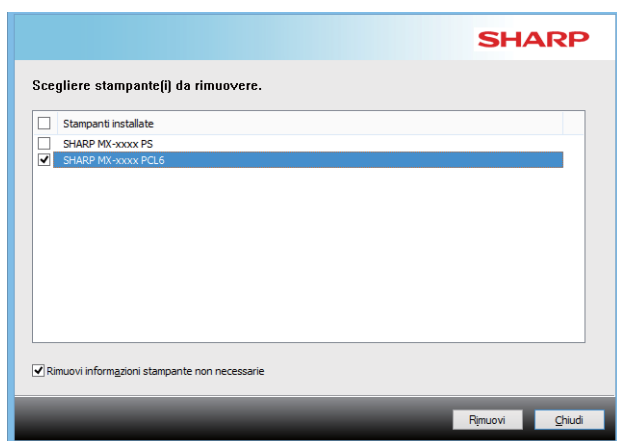 SHARP
Scegliere stampante(i) da rimuovere.
Stampanti installate
SHARP MX-xxxx PS
SHARP MX-xxxx PCL6
Rimuovi informazioni stampante non necessarie
Rimuovi Chiudi